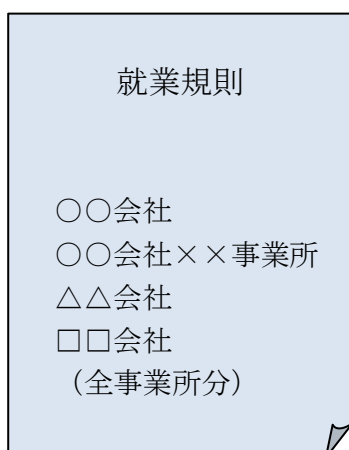 就業規則
○○会社
○○会社××事業所
△△会社
□□会社
（全事業所分）